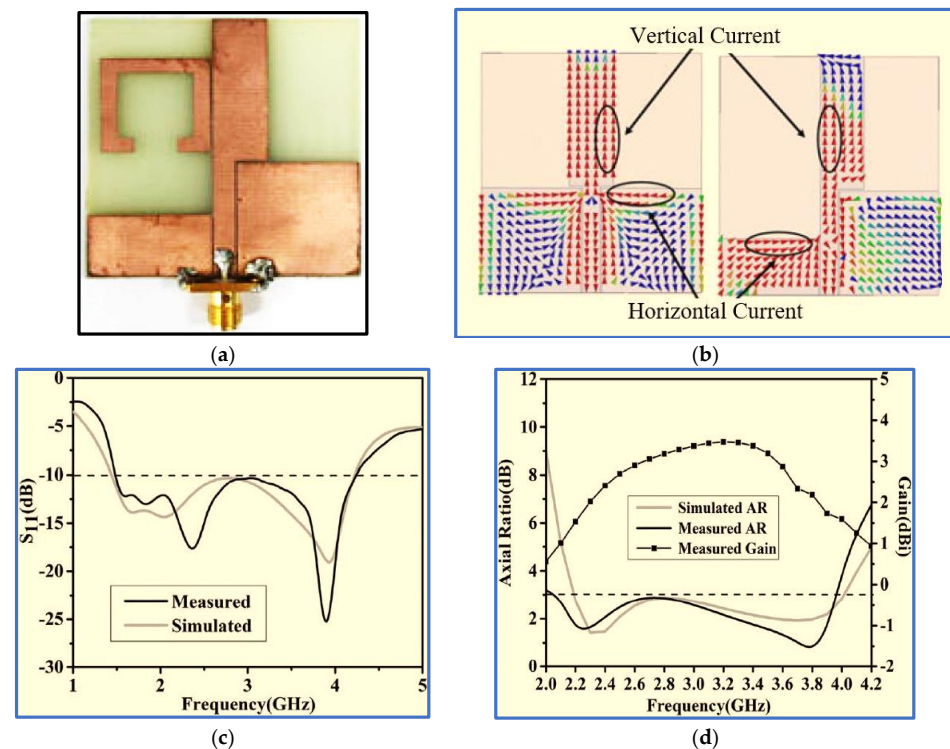 (a)
Vertical Current
Horizontal Current
(b)
0
-5
-10
-15
-20
-25
-30
S11(dB)
Measured
Simulated
1
2
3
4
5
Frequency(GHz)
(c)
12
10
8
6
4
2
0
Axial Ratio(dB)
Simulated AR
Measured AR
Measured Gain
5
4
3
2
1
0
-1
-2
Gain(dBi)
2.0 2.2 2.4 2.6 2.8 3.0 3.2 3.4 3.6 3.8 4.0 4.2
Frequency(GHz)
(d)